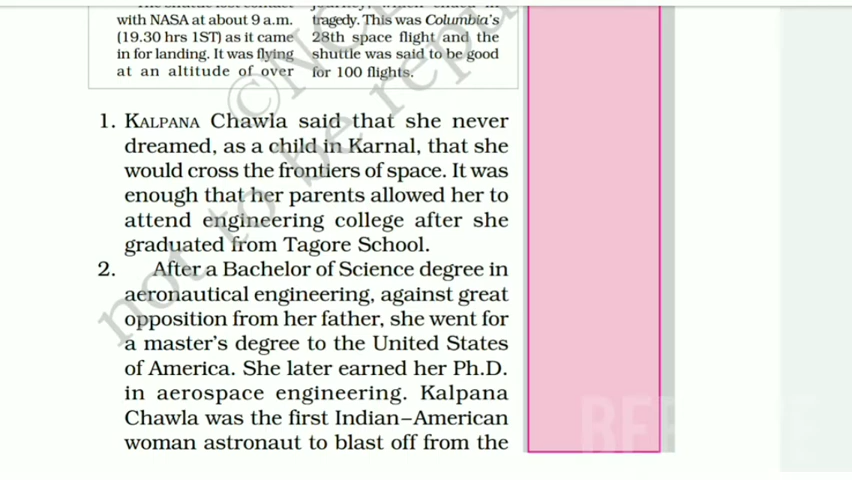 with NASA at about 9 a.m.
(19.30 hrs 1ST) as it came
in for landing. It was flying
at an altitude of over
tragedy. This was Columbia's
28th space flight and the
shuttle was said to be good
for 100 flights.
1. KALPANA Chawla said that she never
dreamed, as a child in Karnal, that she
would cross the frontiers of space. It was
enough that her parents allowed her to
attend engineering college after she
graduated from Tagore School.
2. After a Bachelor of Science degree in
aeronautical engineering, against great
opposition from her father, she went for
a master's degree to the United States
of America. She later earned her Ph.D.
in aerospace engineering. Kalpana
Chawla was the first Indian–American
woman astronaut to blast off from the
not to be repu